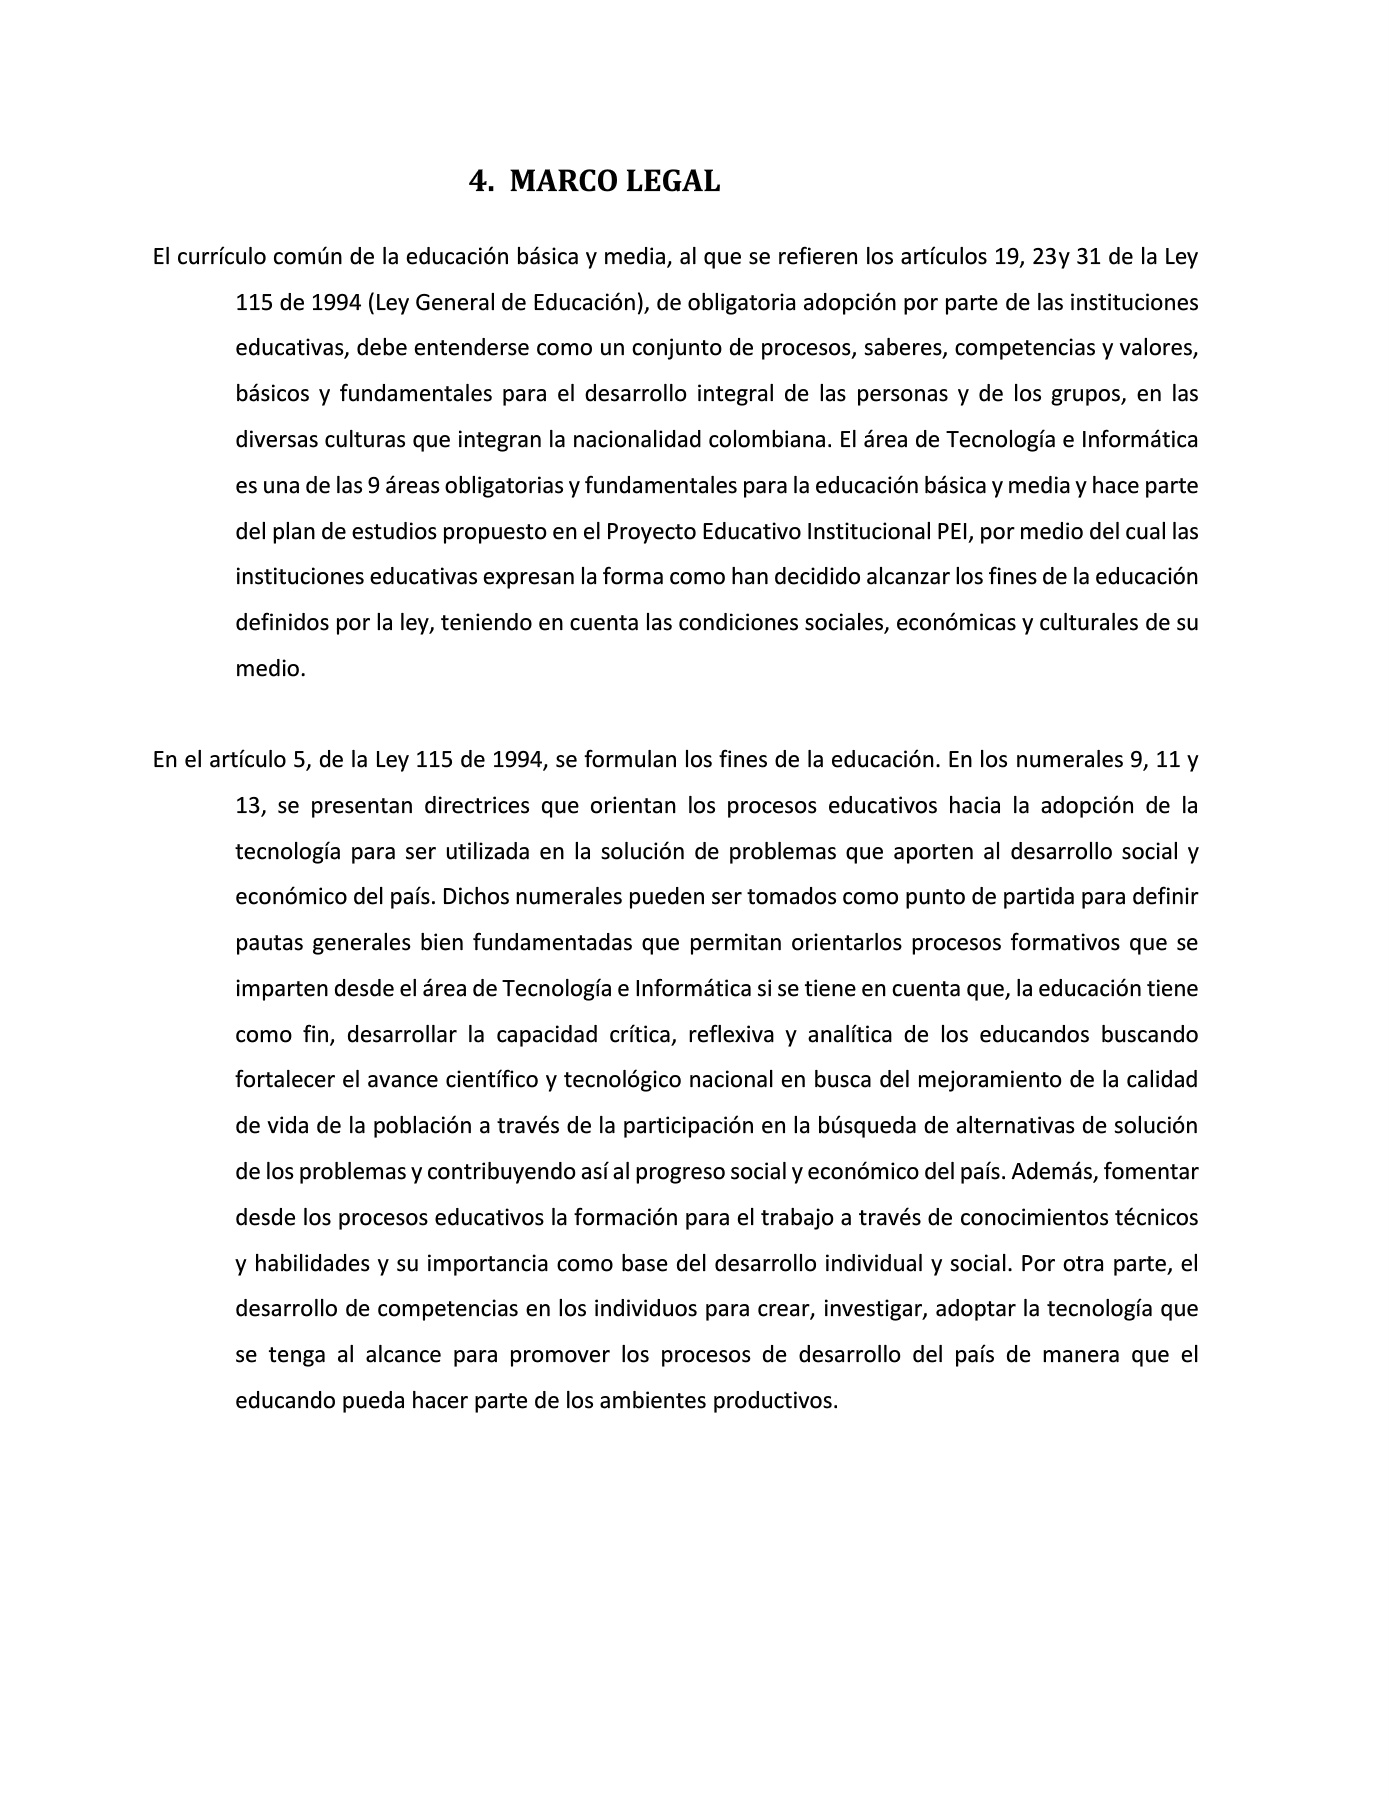 4. MARCO LEGAL
El currículo común de la educación básica y media, al que se refieren los artículos 19, 23y 31 de la Ley
115 de 1994 (Ley General de Educación), de obligatoria adopción por parte de las instituciones
educativas, debe entenderse como un conjunto de procesos, saberes, competencias y valores,
básicos y fundamentales para el desarrollo integral de las personas y de los grupos, en las
diversas culturas que integran la nacionalidad colombiana. El área de Tecnología e Informática
es una de las 9 áreas obligatorias y fundamentales para la educación básica y media y hace parte
del plan de estudios propuesto en el Proyecto Educativo Institucional PEI, por medio del cual las
instituciones educativas expresan la forma como han decidido alcanzar los fines de la educación
definidos por la ley, teniendo en cuenta las condiciones sociales, económicas y culturales de su
medio.
En el artículo 5, de la Ley 115 de 1994, se formulan los fines de la educación. En los numerales 9, 11 y
13, se presentan directrices que orientan los procesos educativos hacia la adopción de la
tecnología para ser utilizada en la solución de problemas que aporten al desarrollo social y
económico del país. Dichos numerales pueden ser tomados como punto de partida para definir
pautas generales bien fundamentadas que permitan orientarlos procesos formativos que se
imparten desde el área de Tecnología e Informática si se tiene en cuenta que, la educación tiene
como fin, desarrollar la capacidad crítica, reflexiva y analítica de los educandos buscando
fortalecer el avance científico y tecnológico nacional en busca del mejoramiento de la calidad
de vida de la población a través de la participación en la búsqueda de alternativas de solución
de los problemas y contribuyendo así al progreso social y económico del país. Además, fomentar
desde los procesos educativos la formación para el trabajo a través de conocimientos técnicos
y habilidades y su importancia como base del desarrollo individual y social. Por otra parte, el
desarrollo de competencias en los individuos para crear, investigar, adoptar la tecnología que
se tenga al alcance para promover los procesos de desarrollo del país de manera que el
educando pueda hacer parte de los ambientes productivos.